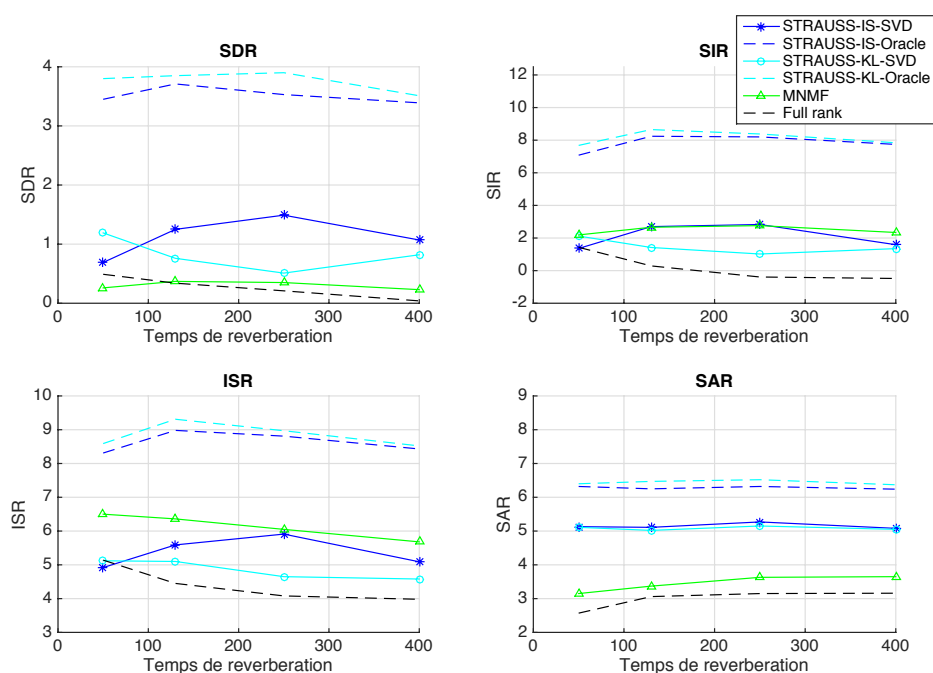 STRAUSS-IS-SVD
STRAUSS-IS-Oracle
STRAUSS-KL-SVD
STRAUSS-KL-Oracle
MNMF
Full rank
SDR
4
3
2
1
0
SDR
0 100 200 300 400
Temps de reverberation
SIR
12
10
8
6
4
2
0
-2
SIR
0 100 200 300 400
Temps de reverberation
ISR
10
9
8
7
6
5
4
3
ISR
0 100 200 300 400
Temps de reverberation
SAR
9
8
7
6
5
4
3
2
SAR
0 100 200 300 400
Temps de reverberation